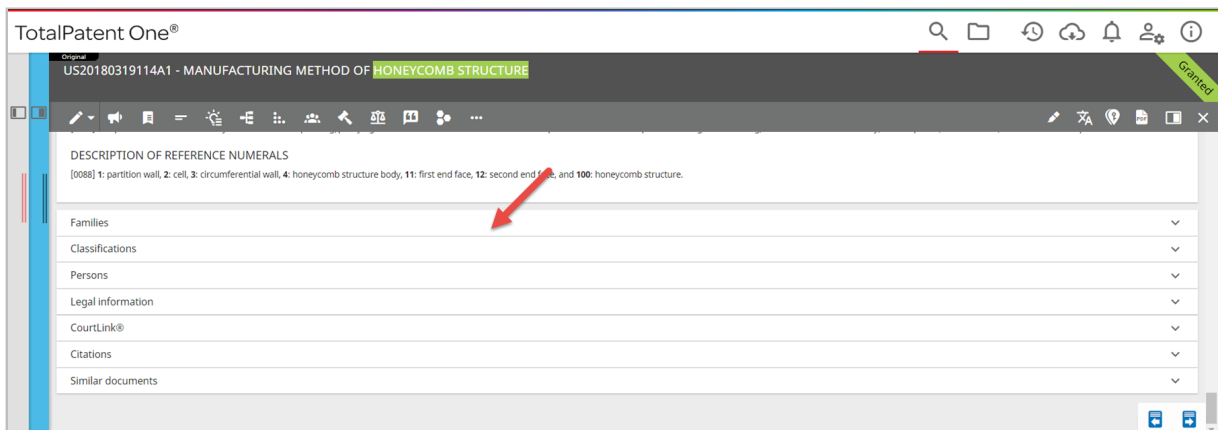 TotalPatent One®
Original
US20180319114A1 - MANUFACTURING METHOD OF HONEYCOMB STRUCTURE
Granted
PDF
DESCRIPTION OF REFERENCE NUMERALS
[0088] 1: partition wall, 2: cell, 3: circumferential wall, 4: honeycomb structure body, 11: first end face, 12: second end face, and 100: honeycomb structure.
Families
Classifications
Persons
Legal information
CourtLink®
Citations
Similar documents